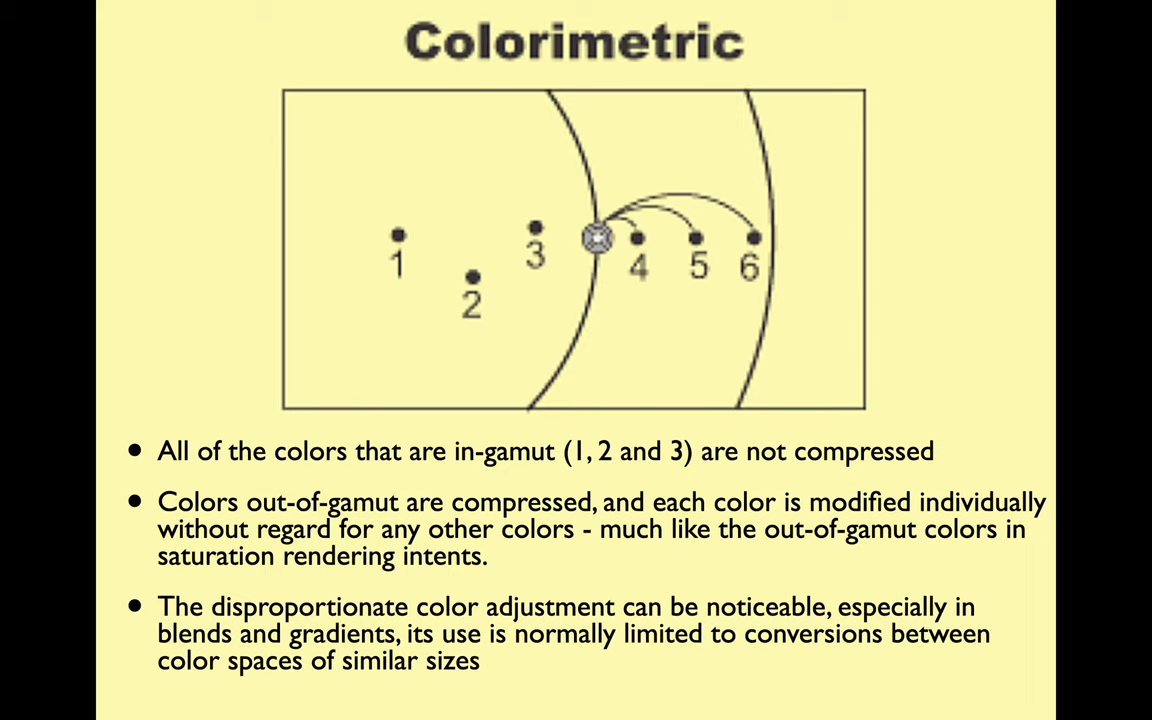 Colorimetric
1
2
3
4
5
6
• All of the colors that are in-gamut (1, 2 and 3) are not compressed
• Colors out-of-gamut are compressed, and each color is modified individually
without regard for any other colors - much like the out-of-gamut colors in
saturation rendering intents.
• The disproportionate color adjustment can be noticeable, especially in
blends and gradients, its use is normally limited to conversions between
color spaces of similar sizes